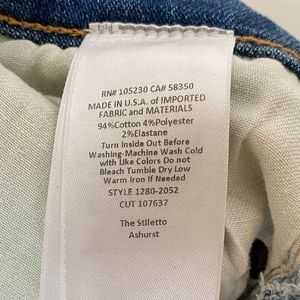 RN# 105230 CA# 58350
MADE IN U.S.A. of IMPORTED
FABRIC and MATERIALS
94%Cotton 4%Polyester
2%Elastane
Turn Inside Out Before
Washing-Machine Wash Cold
with Like Colors Do not
Bleach Tumble Dry Low
Warm Iron If Needed
STYLE 1280-2052
CUT 107637
The Stiletto
Ashurst